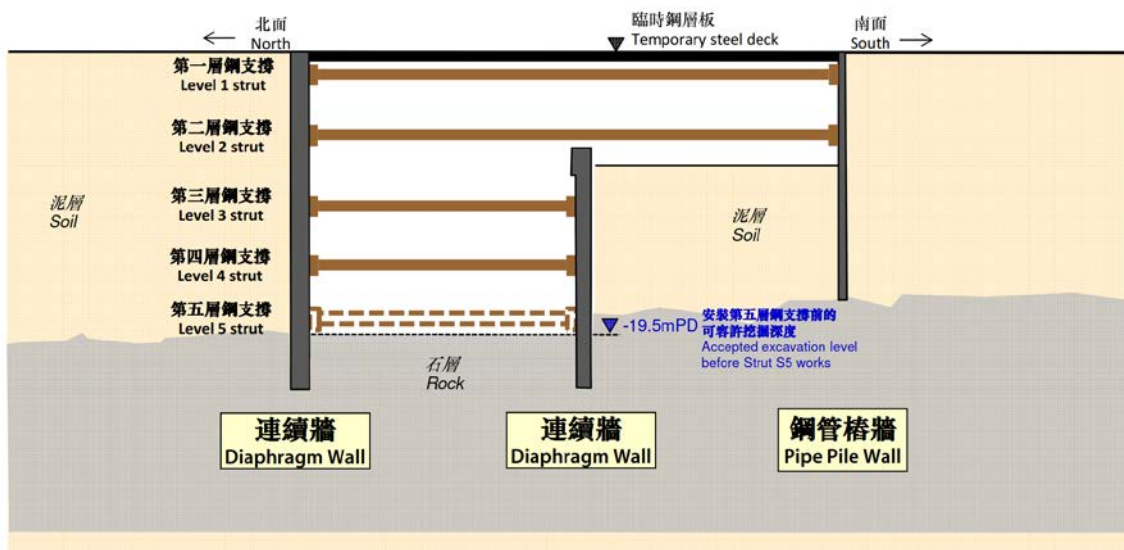 北面
North
臨時鋼層板
Temporary steel deck
南面
South
第一層鋼支撐
Level 1 strut
第二層鋼支撐
Level 2 strut
第三層鋼支撐
Level 3 strut
泥層
Soil
泥層
Soil
第四層鋼支撐
Level 4 strut
第五層鋼支撐
Level 5 strut
-19.5mPD
安裝第五層鋼支撐前的
可容許挖掘深度
Accepted excavation level
before Strut S5 works
石層
Rock
連續牆
Diaphragm Wall
連續牆
Diaphragm Wall
鋼管樁牆
Pipe Pile Wall